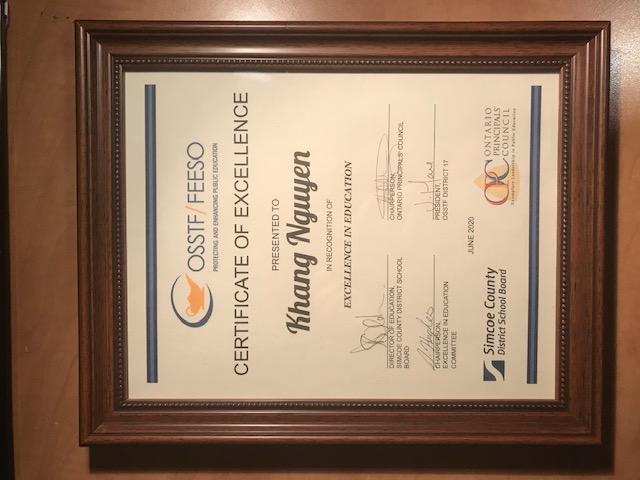 OSSTF/FEESO
PROTECTING AND ENHANCING PUBLIC EDUCATION
CERTIFICATE OF EXCELLENCE
PRESENTED TO
Khang Nguyen
IN RECOGNITION OF
EXCELLENCE IN EDUCATION
DIRECTOR OF EDUCATION,
SIMCOE COUNTY DISTRICT SCHOOL
BOARD
CHAIRPERSON,
ONTARIO PRINCIPALS' COUNCIL
CHAIRPERSON,
EXCELLENCE IN EDUCATION
COMMITTEE
PRESIDENT,
OSSTF DISTRICT 17
JUNE 2020
Simcoe County
District School Board
OPC
ONTARIO
PRINCIPALS'
COUNCIL
Exemplary Leadership in Public Education